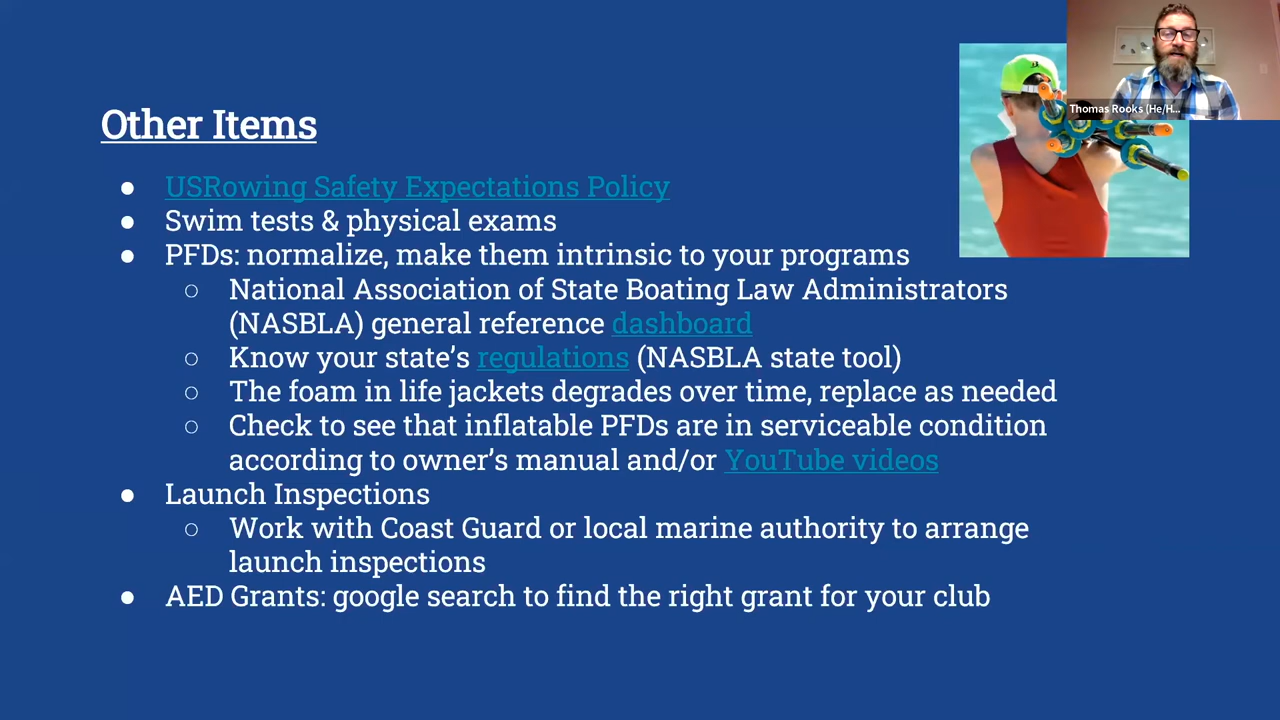 Thomas Rooks (He/H...
Other Items
● USRowing Safety Expectations Policy
● Swim tests & physical exams
● PFDs: normalize, make them intrinsic to your programs
○ National Association of State Boating Law Administrators
(NASBLA) general reference dashboard
○ Know your state's regulations (NASBLA state tool)
○ The foam in life jackets degrades over time, replace as needed
○ Check to see that inflatable PFDs are in serviceable condition
according to owner's manual and/or YouTube videos
● Launch Inspections
○ Work with Coast Guard or local marine authority to arrange
launch inspections
● AED Grants: google search to find the right grant for your club